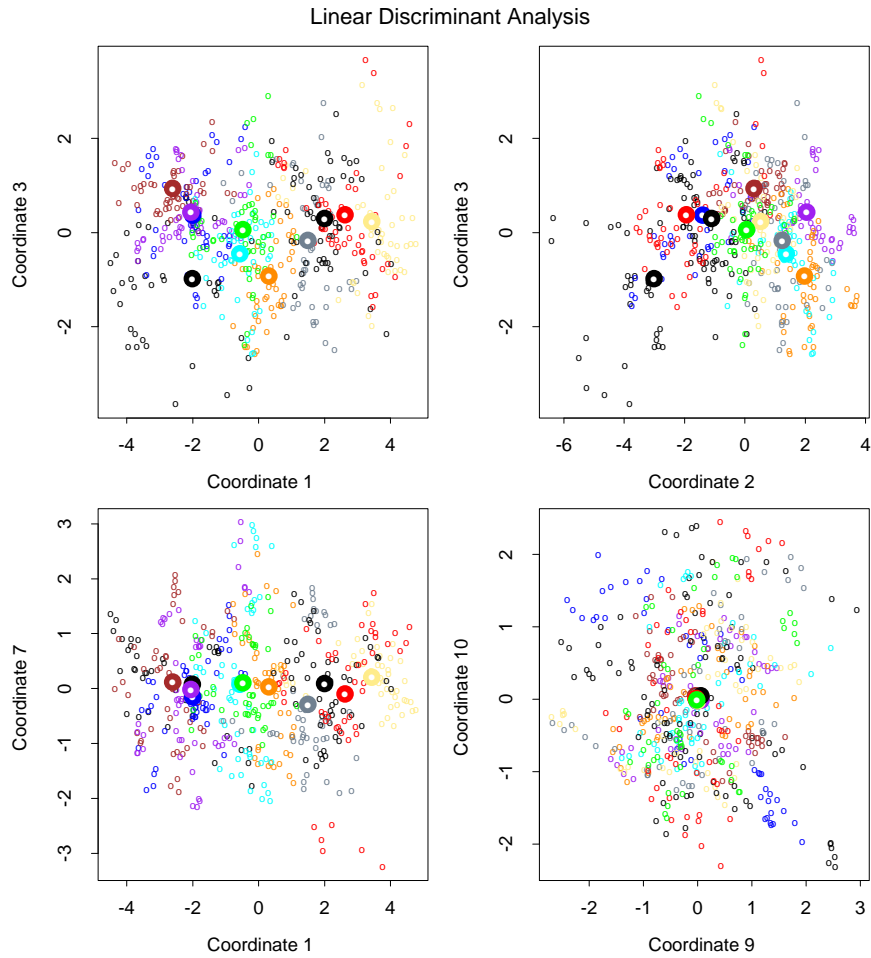 Linear Discriminant Analysis
Coordinate 3
2
0
-2
-4 -2 0 2 4
Coordinate 1
Coordinate 3
2
0
-2
-6 -4 -2 0 2 4
Coordinate 2
Coordinate 7
3
2
1
0
-1
-2
-3
-4 -2 0 2 4
Coordinate 1
Coordinate 10
2
1
0
-1
-2
-2 -1 0 1 2 3
Coordinate 9